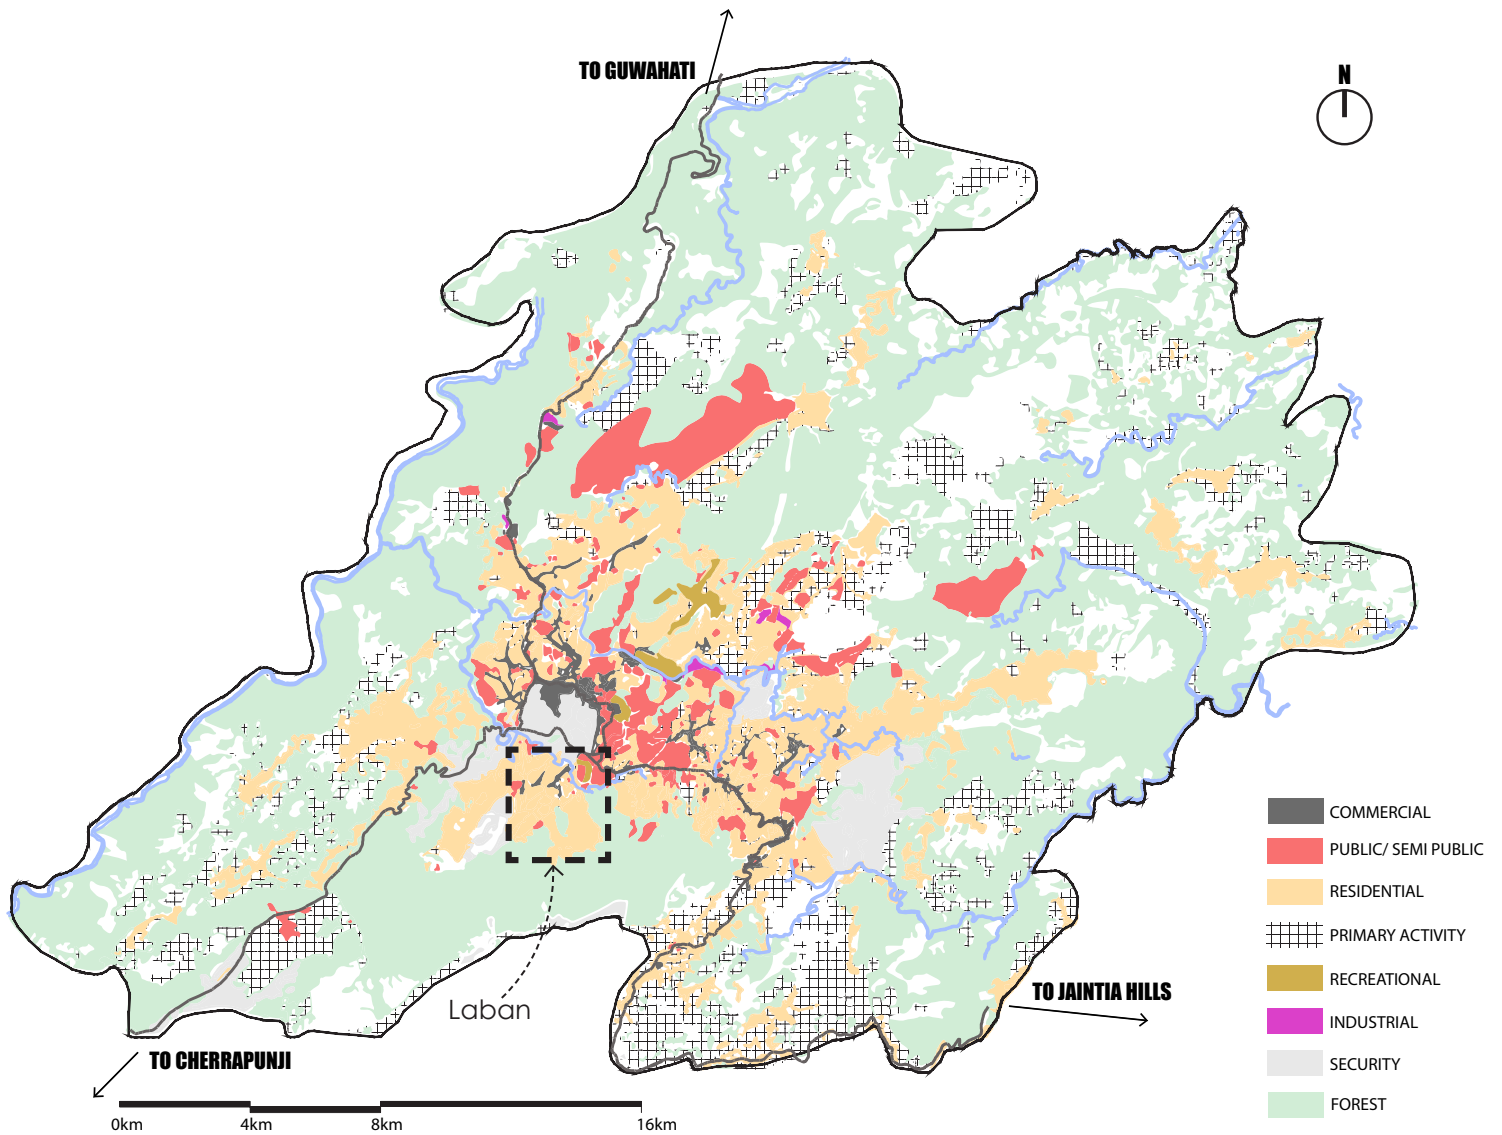 TO GUWAHATI
N
COMMERCIAL
PUBLIC/ SEMI PUBLIC
RESIDENTIAL
PRIMARY ACTIVITY
RECREATIONAL
INDUSTRIAL
SECURITY
FOREST
TO JAINTIA HILLS
Laban
TO CHERRAPUNJI
0km 4km 8km 16km